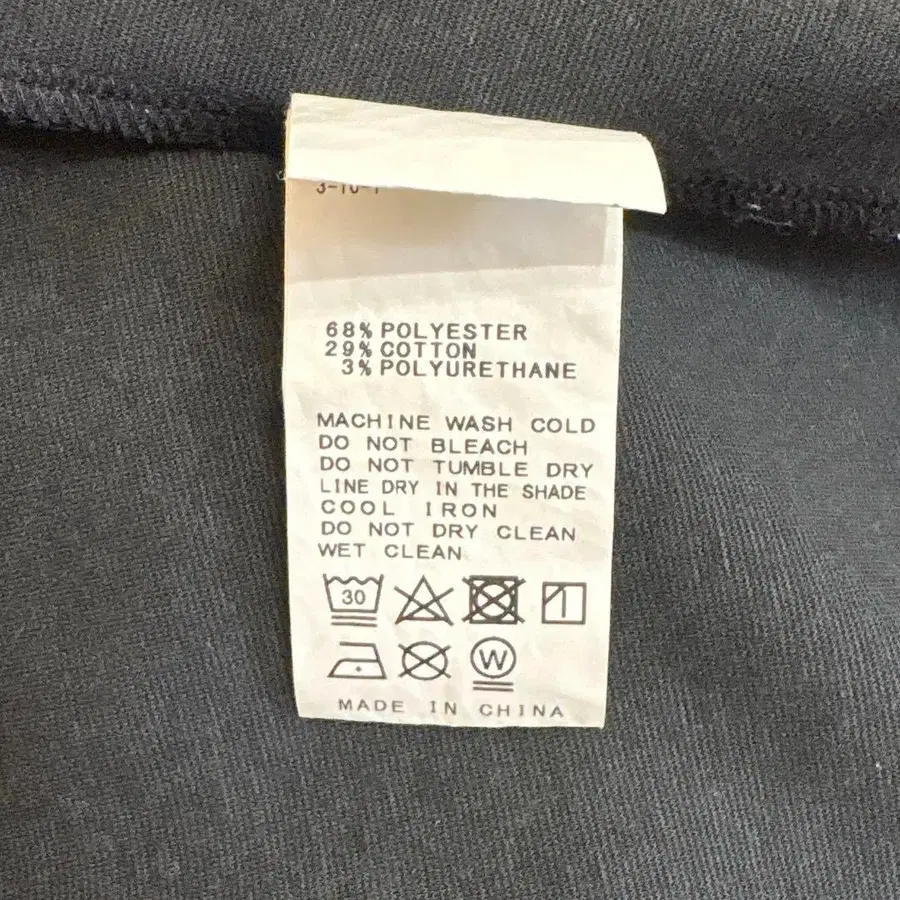 68% POLYESTER
29% COTTON
3% POLYURETHANE
MACHINE WASH COLD
DO NOT BLEACH
DO NOT TUMBLE DRY
LINE DRY IN THE SHADE
COOL IRON
DO NOT DRY CLEAN
WET CLEAN
30
W
MADE IN CHINA